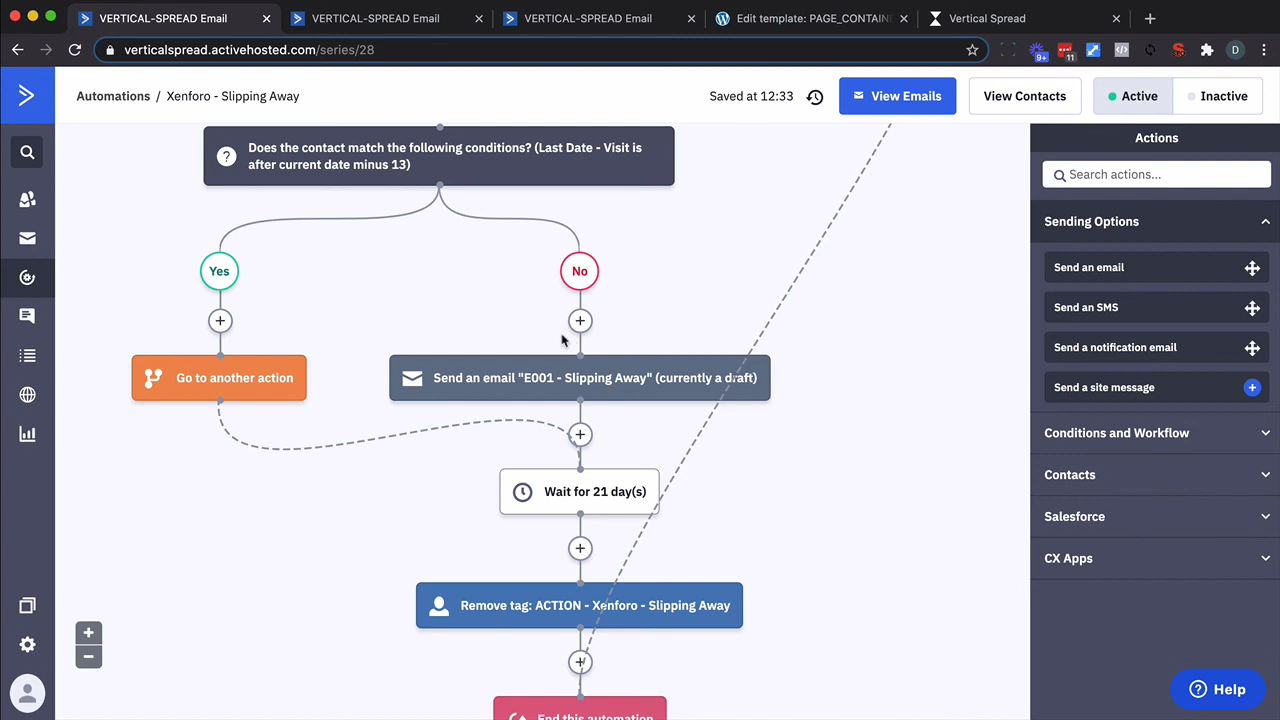 VERTICAL-SPREAD Email
VERTICAL-SPREAD Email
VERTICAL-SPREAD Email
Edit template: PAGE_CONTAIN
Vertical Spread
verticalspread.activehosted.com/series/28
9+
11
D
Automations / Xenforo - Slipping Away
Saved at 12:33
View Emails
View Contacts
Active
Inactive
Does the contact match the following conditions? (Last Date - Visit is
after current date minus 13)
Yes
No
Go to another action
Send an email "E001 - Slipping Away" (currently a draft)
Wait for 21 day(s)
Remove tag: ACTION - Xenforo - Slipping Away
End this automation
Actions
Search actions...
Sending Options
Send an email
Send an SMS
Send a notification email
Send a site message
Conditions and Workflow
Contacts
Salesforce
CX Apps
Help